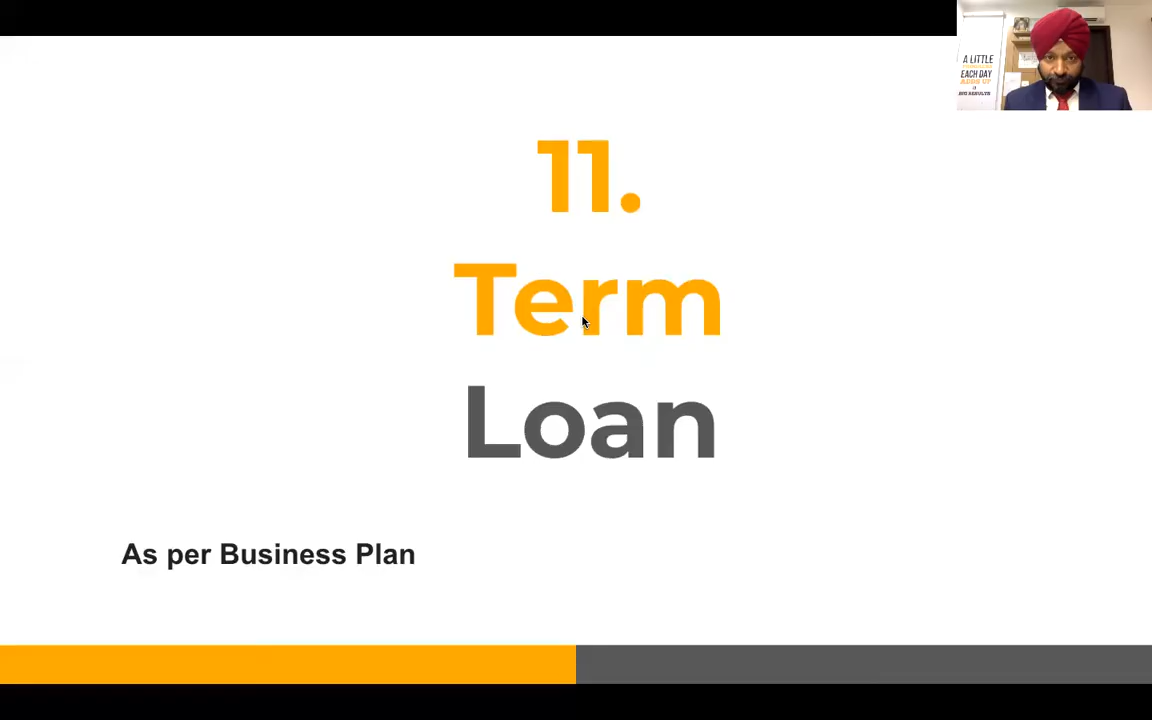 11.
Term
Loan
As per Business Plan
A LITTLE
EACH DAY